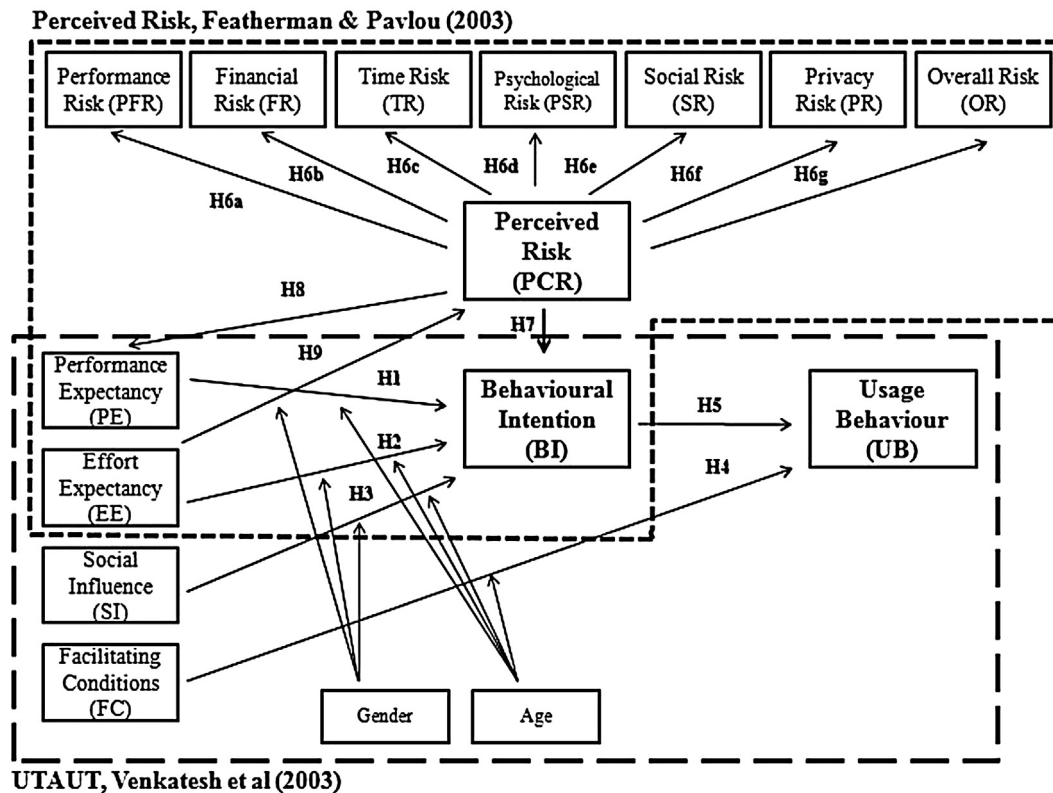 Perceived Risk, Featherman & Pavlou (2003)
Performance
Risk (PFR)
Financial
Risk (FR)
Time Risk
(TR)
Psychological
Risk (PSR)
Social Risk
(SR)
Privacy
Risk (PR)
Overall Risk
(OR)
H6a
H6b
H6c
H6d
H6e
H6f
H6g
Perceived
Risk
(PCR)
H8
H7
H9
Performance
Expectancy
(PE)
H1
Behavioural
Intention
(BI)
H5
Usage
Behaviour
(UB)
Effort
Expectancy
(EE)
H2
H3
H4
Social
Influence
(SI)
Facilitating
Conditions
(FC)
Gender
Age
UTAUT, Venkatesh et al (2003)